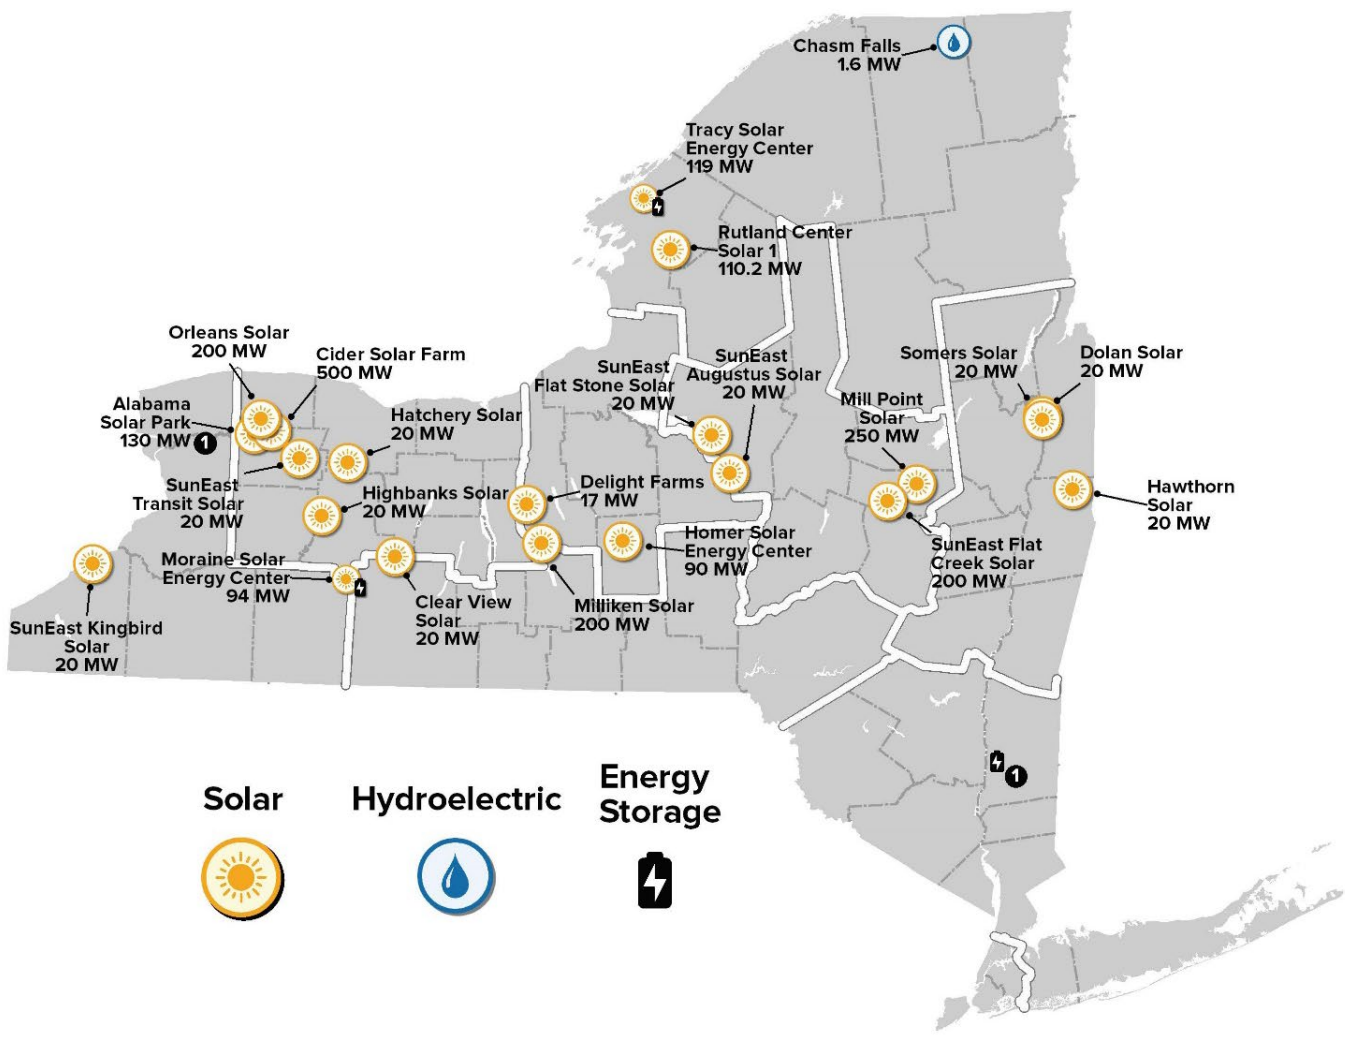 Chasm Falls
1.6 MW
Tracy Solar
Energy Center
119 MW
Rutland Center
Solar 1
110.2 MW
Orleans Solar
200 MW
Cider Solar Farm
500 MW
Alabama
Solar Park
130 MW
1
Hatchery Solar
20 MW
SunEast
Transit Solar
20 MW
Highbanks Solar
20 MW
Moraine Solar
Energy Center
94 MW
SunEast Kingbird
Solar
20 MW
Clear View
Solar
20 MW
Delight Farms
17 MW
Milliken Solar
200 MW
Homer Solar
Energy Center
90 MW
SunEast
Flat Stone Solar
20 MW
SunEast
Augustus Solar
20 MW
Mill Point
Solar
250 MW
SunEast Flat
Creek Solar
200 MW
Somers Solar
20 MW
Dolan Solar
20 MW
Hawthorn
Solar
20 MW
1
Solar
Hydroelectric
Energy
Storage